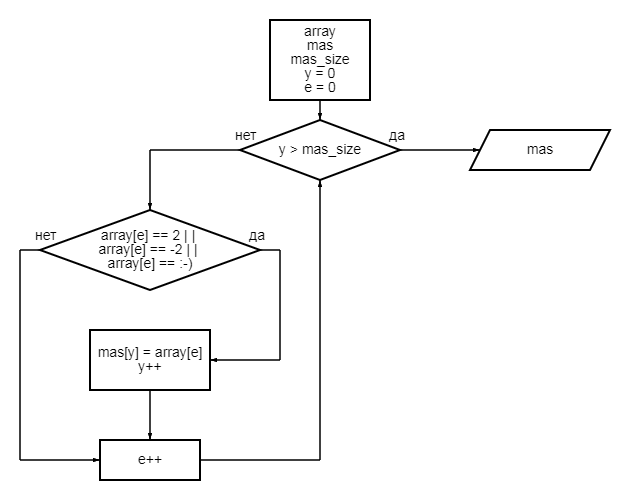 array
mas
mas_size
y = 0
e = 0
нет
да
y > mas_size
mas
нет
да
array[e] == 2 ||
array[e] == -2 ||
array[e] == :-)
mas[y] = array[e]
y++
e++